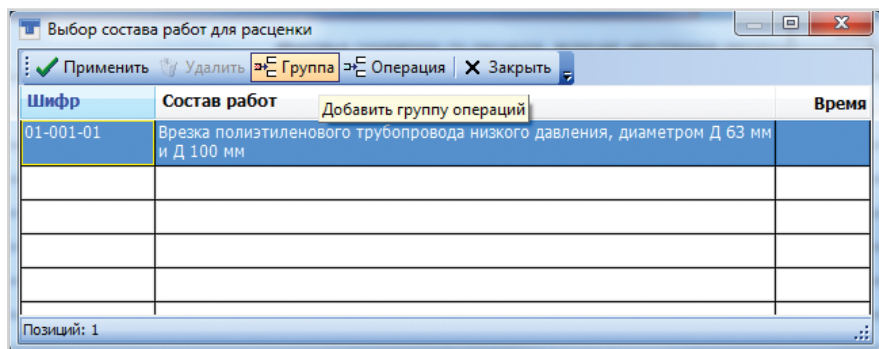 Выбор состава работ для расценки
Применить Удалить Группа Операция Закрыть
Шифр Состав работ Время
Добавить группу операций
01-001-01 Врезка полиэтиленового трубопровода низкого давления, диаметром Д 63 мм
и Д 100 мм
Позиций: 1